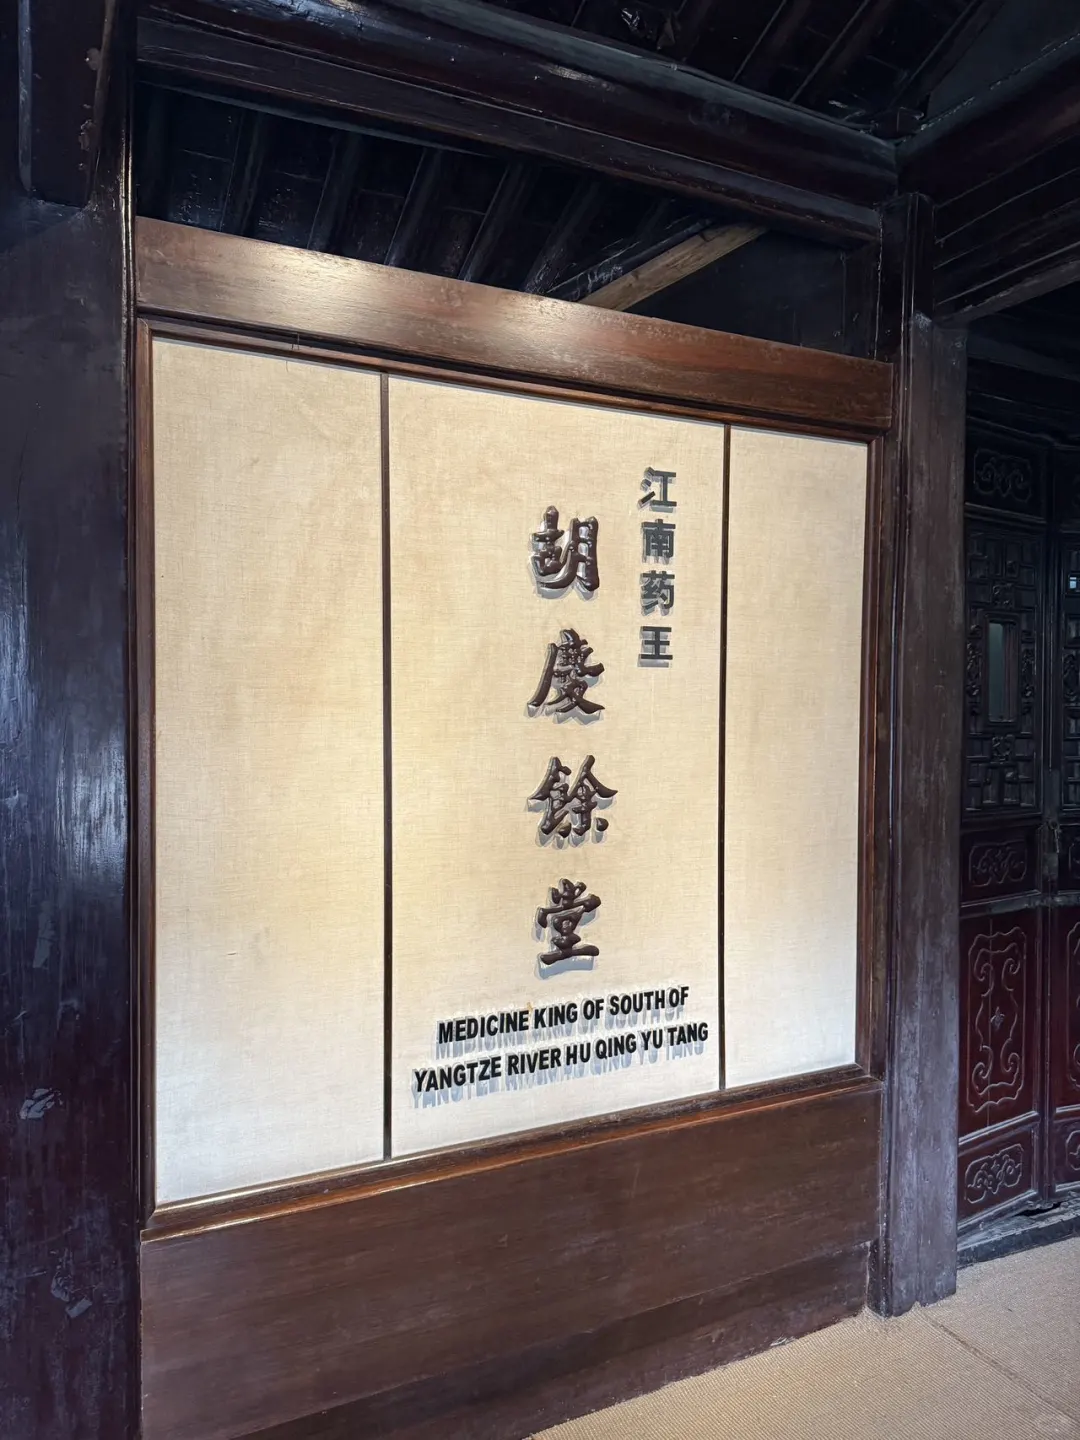 江南药王
胡慶餘堂
MEDICINE KING OF SOUTH OF
YANGTZE RIVER HU QING YU TANG